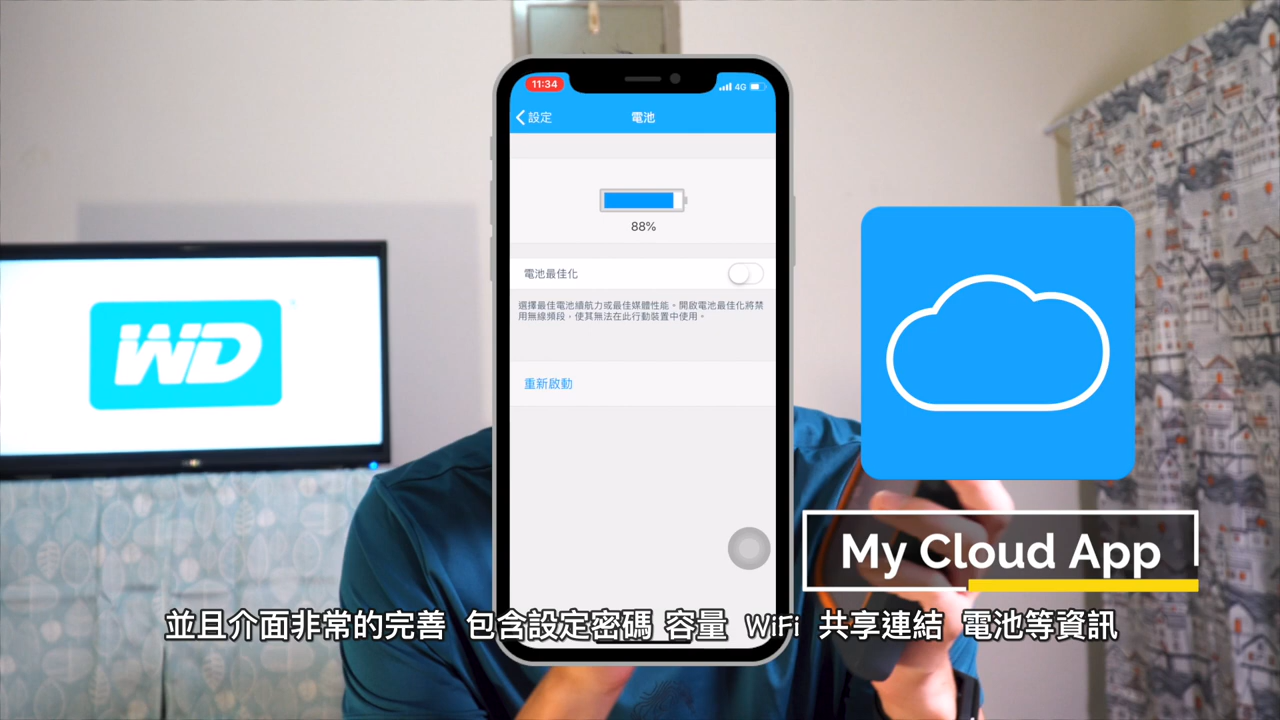 11:34
4G
設定
電池
88%
電池最佳化
選擇最佳電池續航力或最佳媒體性能。開啟電池最佳化將禁
用無線頻段,使其無法在此行動裝置中使用。
重新啟動
WD
My Cloud App
並且介面非常的完善 包含設定密碼 容量 WiFi 共享連結 電池等資訊